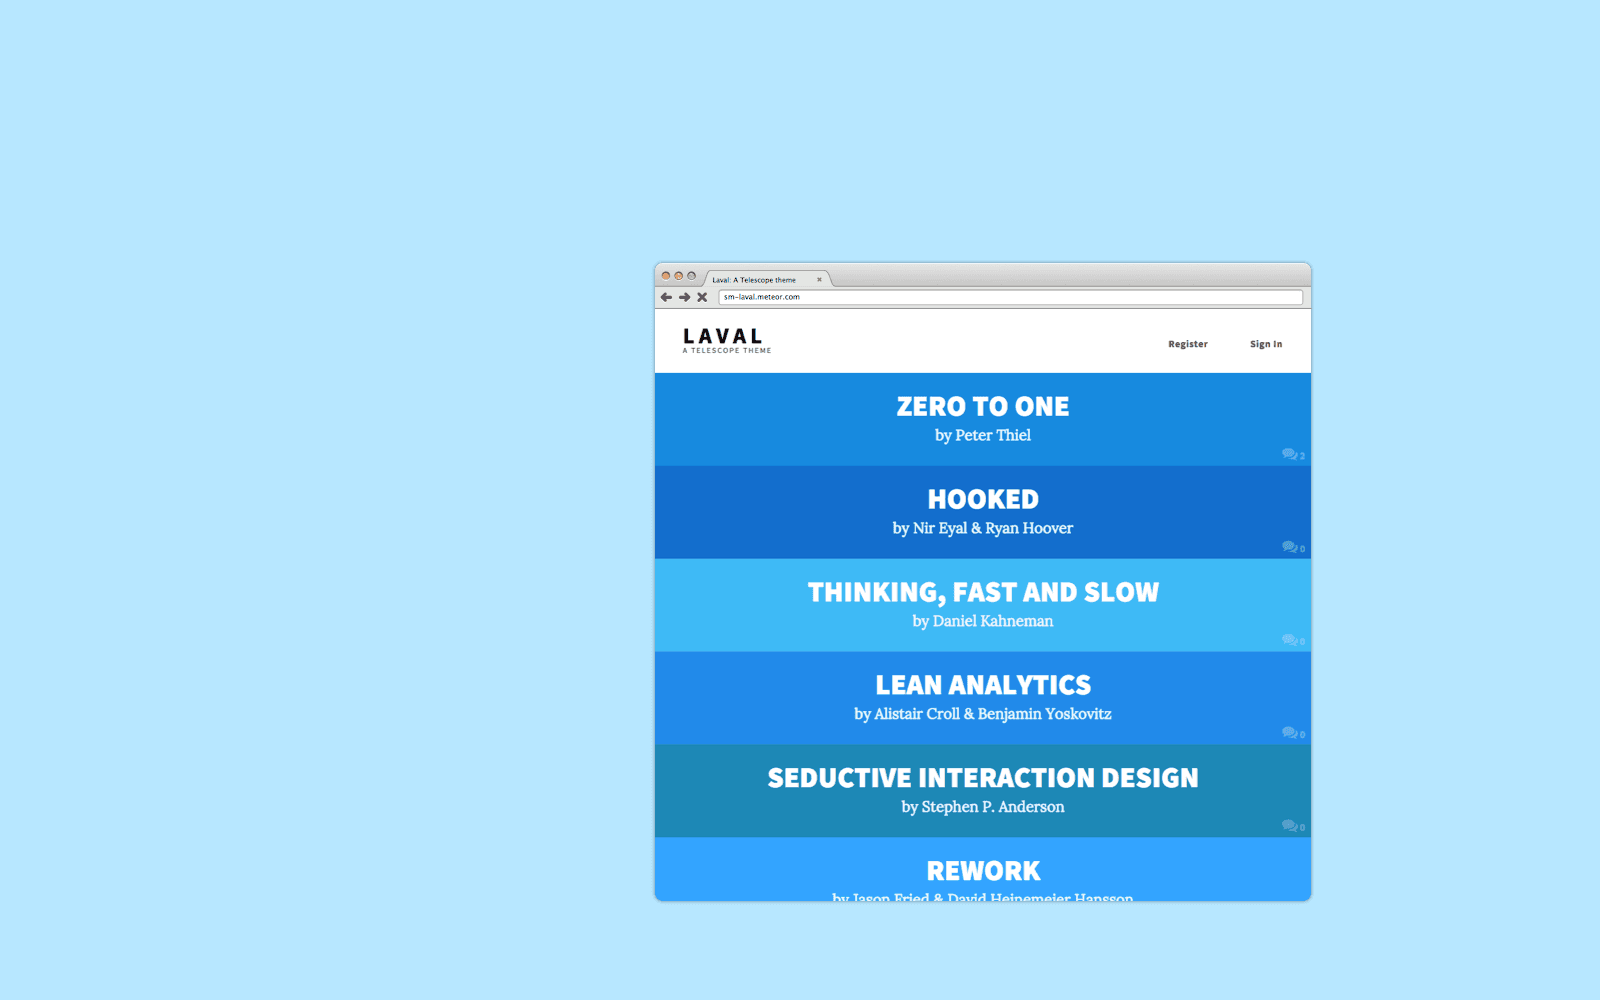 Laval: A Telescope theme
sm-laval.meteor.com
LAVAL
A TELESCOPE THEME
Register
Sign In
ZERO TO ONE
by Peter Thiel
2
HOOKED
by Nir Eyal & Ryan Hoover
0
THINKING, FAST AND SLOW
by Daniel Kahneman
0
LEAN ANALYTICS
by Alistair Croll & Benjamin Yoskovitz
0
SEDUCTIVE INTERACTION DESIGN
by Stephen P. Anderson
0
REWORK
by Jason Fried & David Heinemeier Hansson